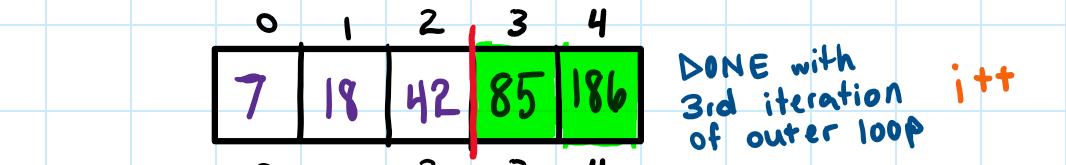 0 1 2 3 4
7 18 42 85 186
DONE with
3rd iteration
of outer loop
i++